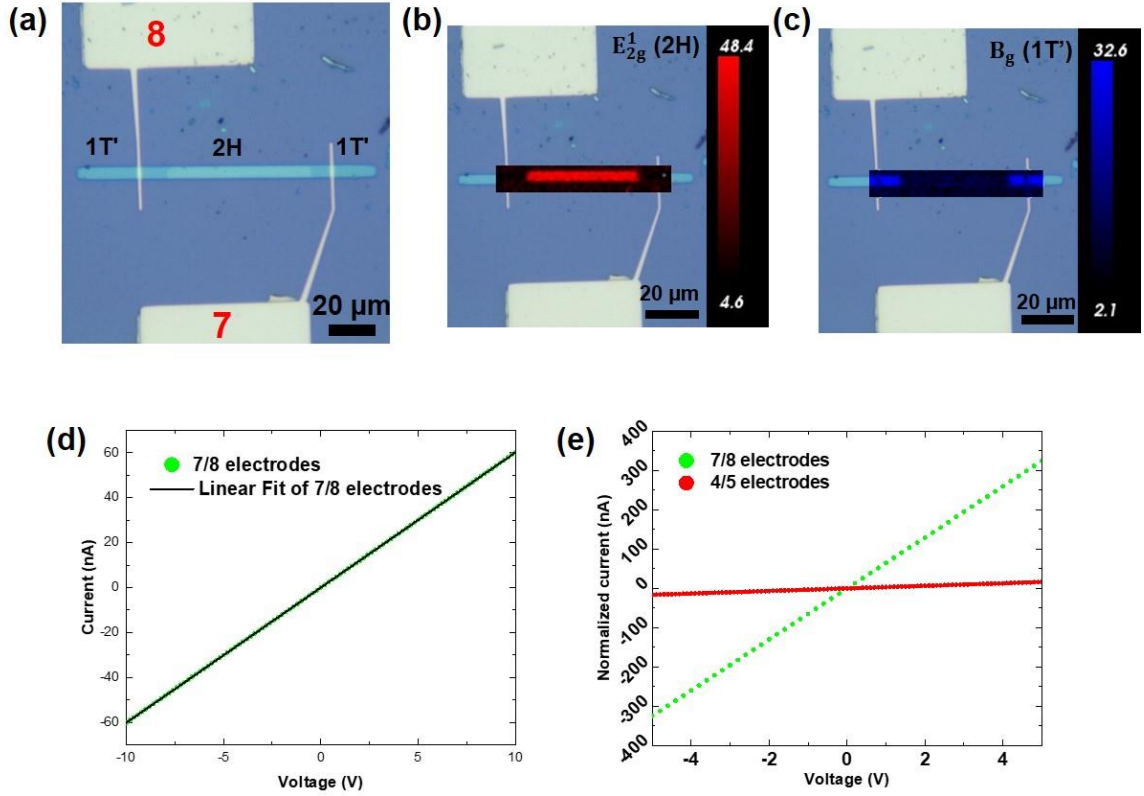 (a)
8
1T'
2H
1T'
7
20 µm
(b)
E¹₂g (2H)
48.4
4.6
20 µm
(c)
Bg (1T')
32.6
2.1
20 µm
(d)
7/8 electrodes
Linear Fit of 7/8 electrodes
Current (nA)
60
40
20
0
-20
-40
-60
-10
-5
0
5
10
Voltage (V)
(e)
7/8 electrodes
4/5 electrodes
Normalized current (nA)
400
300
200
100
0
-100
-200
-300
-400
-4
-2
0
2
4
Voltage (V)